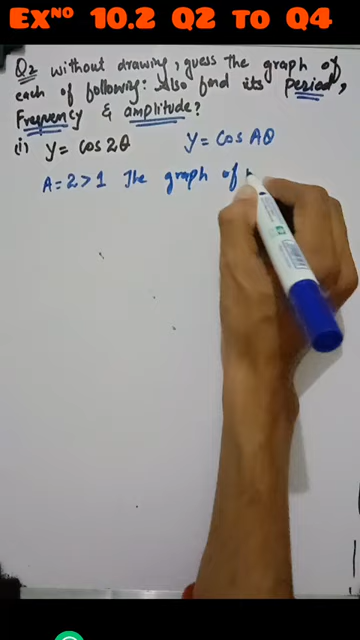 Exᴺᴼ 10.2 Q2 TO Q4
Q2 without drawing, guess the graph of
each of following: Also find its Period,
Frequency & amplitude?
(i) y = cos 2θ y = cos Aθ
A = 2 > 1 The graph of